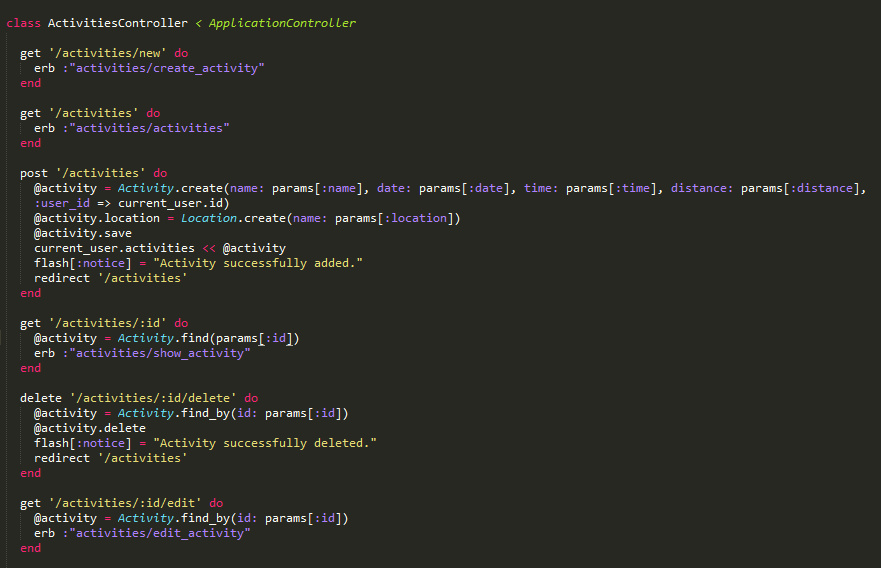 class ActivitiesController < ApplicationController
get '/activities/new' do
erb :"activities/create_activity"
end
get '/activities' do
erb :"activities/activities"
end
post '/activities' do
@activity = Activity.create(name: params[:name], date: params[:date], time: params[:time], distance: params[:distance],
:user_id => current_user.id)
@activity.location = Location.create(name: params[:location])
@activity.save
current_user.activities << @activity
flash[:notice] = "Activity successfully added."
redirect '/activities'
end
get '/activities/:id' do
@activity = Activity.find(params[:id])
erb :"activities/show_activity"
end
delete '/activities/:id/delete' do
@activity = Activity.find_by(id: params[:id])
@activity.delete
flash[:notice] = "Activity successfully deleted."
redirect '/activities'
end
get '/activities/:id/edit' do
@activity = Activity.find_by(id: params[:id])
erb :"activities/edit_activity"
end